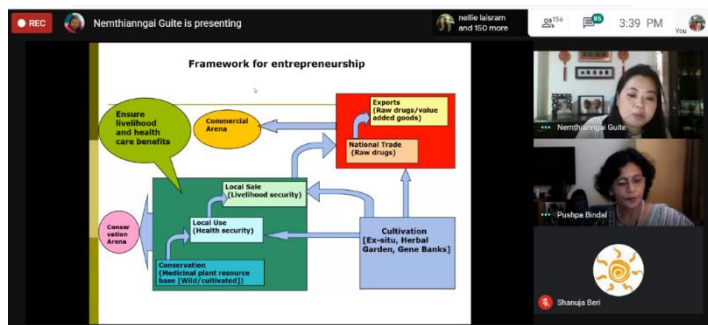 REC
Nemthianngai Guite is presenting
nellie laisram
and 150 more
156
86
3:39 PM
You
Framework for entrepreneurship
Ensure
livelihood
and health
care benefits
Commercial
Arena
Exports
(Raw drugs/value
added goods)
National Trade
(Raw drugs)
Local Sale
(Livelihood security)
Local Use
(Health security)
Conser
vation
Arena
Conservation
(Medicinal plant resource
base [Wild/cultivated])
Cultivation
[Ex-situ, Herbal
Garden, Gene Banks]
Nemthianngai Guite
Pushpa Bindal
Shanuja Beri